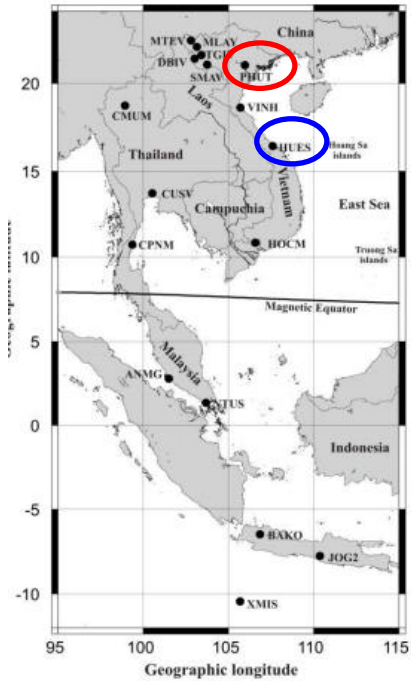 China
MTEV
MLAY
TGI
DBIV
SMAV
PHUT
20
Laos
VINH
CMUM
HUES
Hoang Sa
islands
15
Thailand
Vietnam
CUSV
Campuchia
East Sea
HOCM
CPNM
Truong Sa
islands
10
Magnetic Equator
5
Malaysia
ANMG
NTUS
0
Indonesia
-5
BAKO
JOG2
-10
XMIS
95
100
105
110
115
Geographic longitude